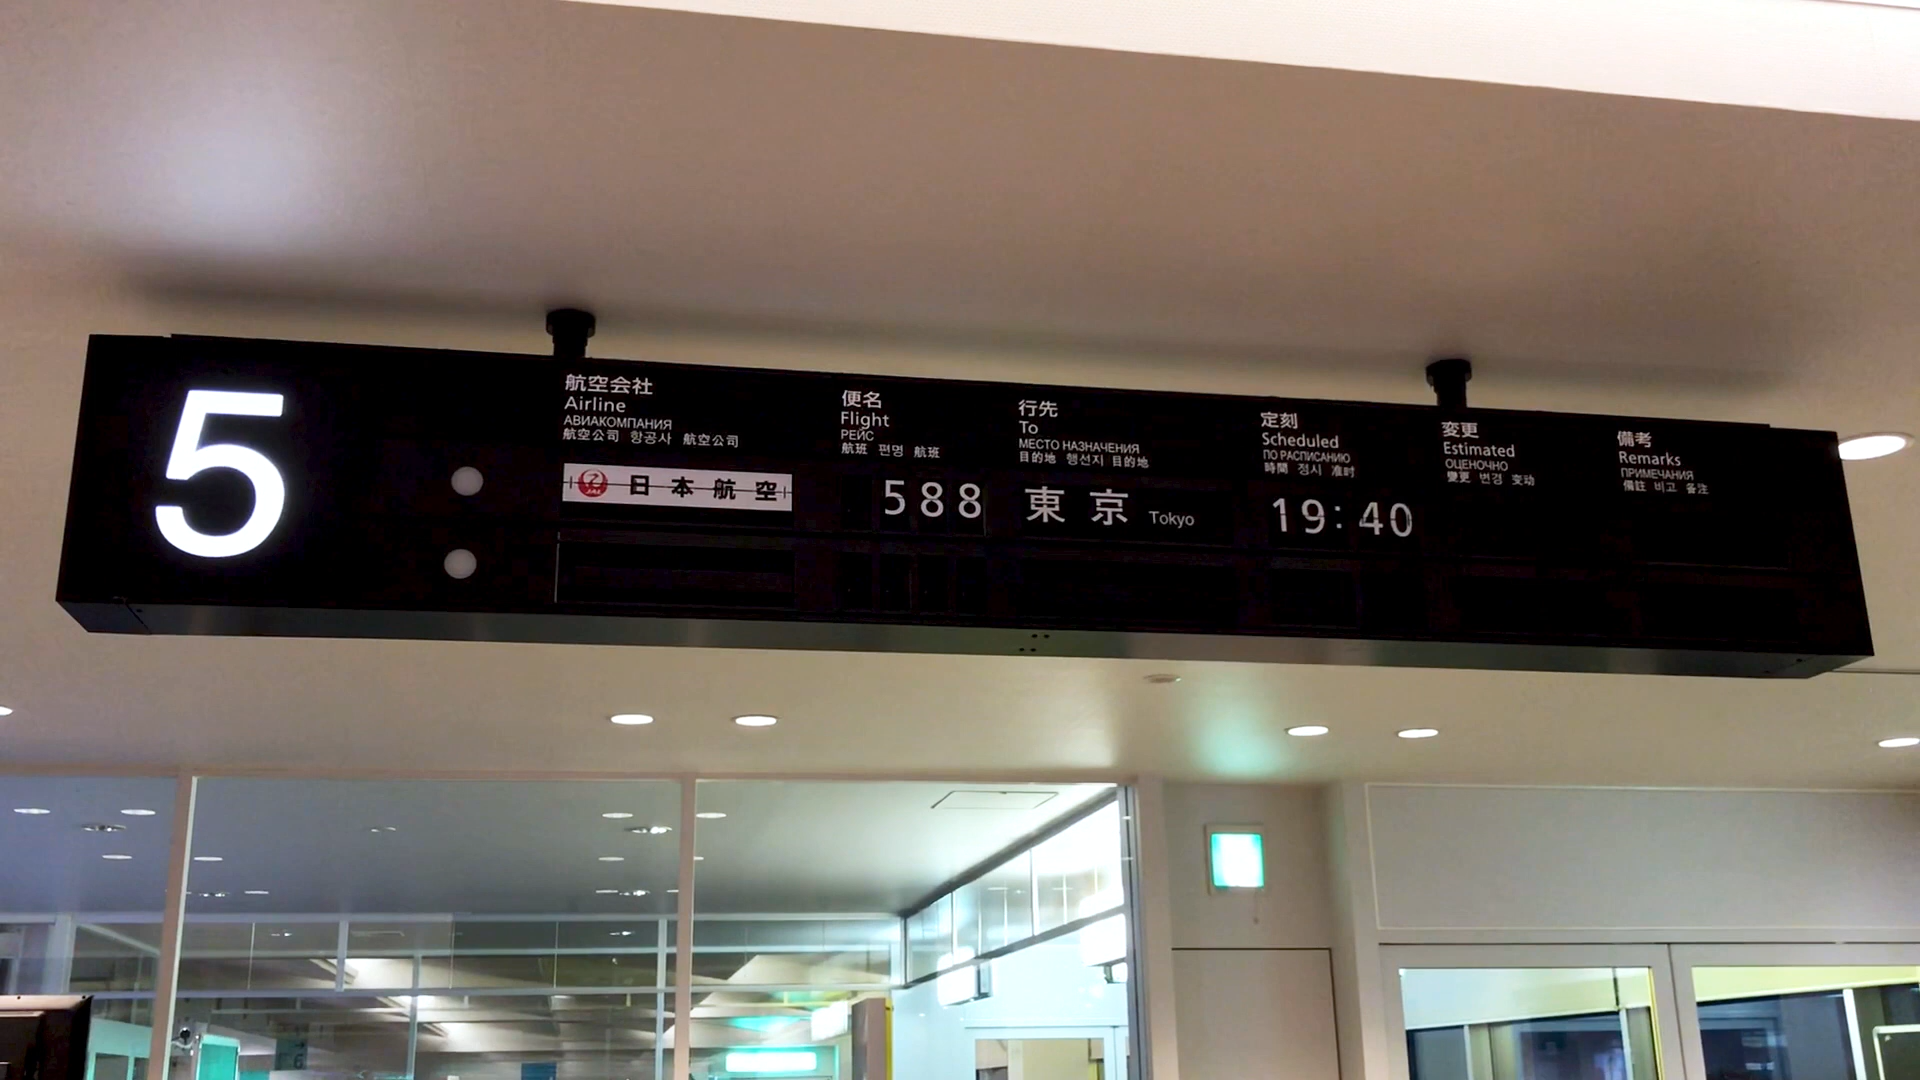 5
航空会社
Airline
АВИАКОМПАНИЯ
航空公司 항공사 航空公司
便名
Flight
РЕЙС
航班 편명 航班
行先
To
МЕСТО НАЗНАЧЕНИЯ
目的地 행선지 目的地
定刻
Scheduled
ПО РАСПИСАНИЮ
時間 정시 准时
変更
Estimated
ОЦЕНОЧНО
變更 변경 变动
備考
Remarks
ПРИМЕЧАНИЯ
備註 비고 备注
JAL 日本航空 588 東京 Tokyo 19:40
6